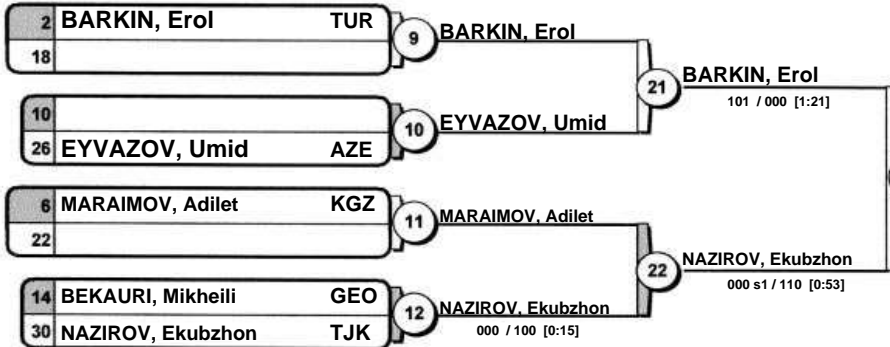 2 BARKIN, Erol TUR
18
9 BARKIN, Erol
10
26 EYVAZOV, Umid AZE
10 EYVAZOV, Umid
21 BARKIN, Erol
101 / 000 [1:21]
6 MARAIMOV, Adilet KGZ
22
11 MARAIMOV, Adilet
14 BEKAURI, Mikheili GEO
30 NAZIROV, Ekubzhon TJK
12 NAZIROV, Ekubzhon
000 / 100 [0:15]
22 NAZIROV, Ekubzhon
000 s1 / 110 [0:53]